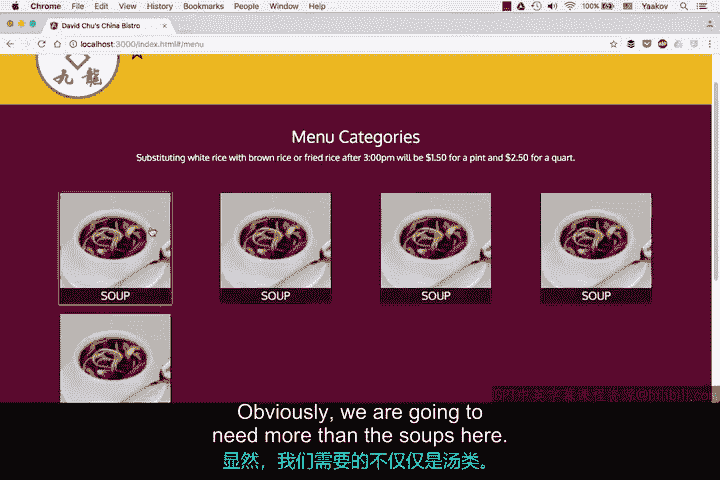 Chrome File Edit View History Bookmarks People Window Help
100% Yaakov
David Chu's China Bistro
localhost:3000/index.html#/menu
九 龍
Menu Categories
Substituting white rice with brown rice or fried rice after 3:00pm will be $1.50 for a pint and $2.50 for a quart.
SOUP SOUP SOUP SOUP
Obviously, we are going to
need more than the soups here.
显然，我们需要的不仅仅是汤类。